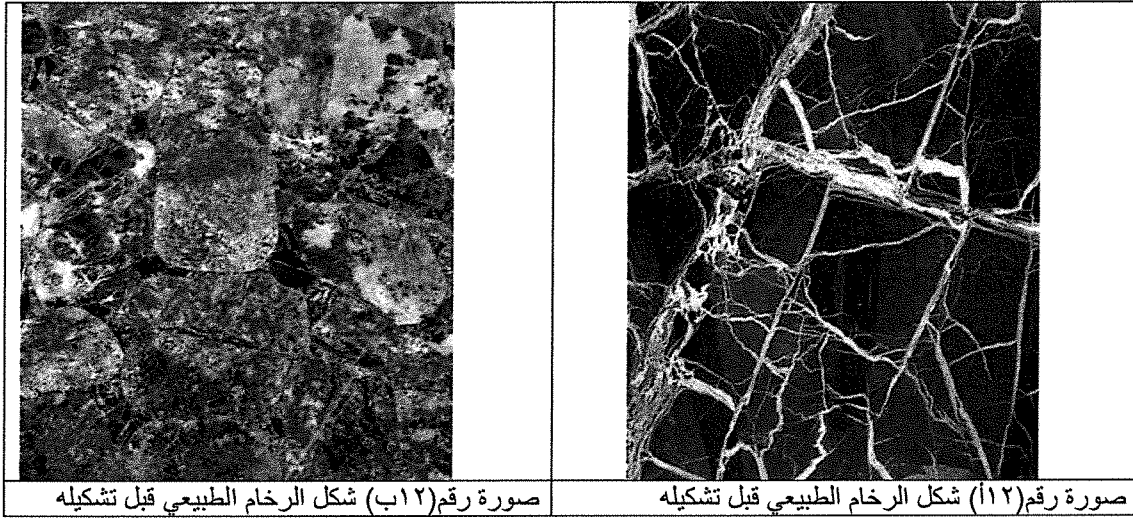 صورة رقم(١٢أ) شكل الرخام الطبيعي قبل تشكيله
صورة رقم(١٢ب) شكل الرخام الطبيعي قبل تشكيله